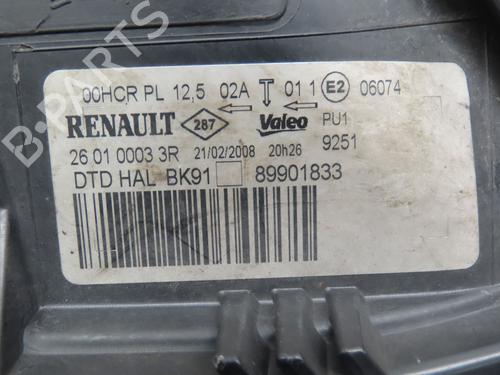 00HCR PL 12,5 02A T 01 1 E2 06074
RENAULT 287 Valeo PU1
26 01 0003 3R 21/02/2008 20h26 9251
DTD HAL BK91 89901833
B-PARTS